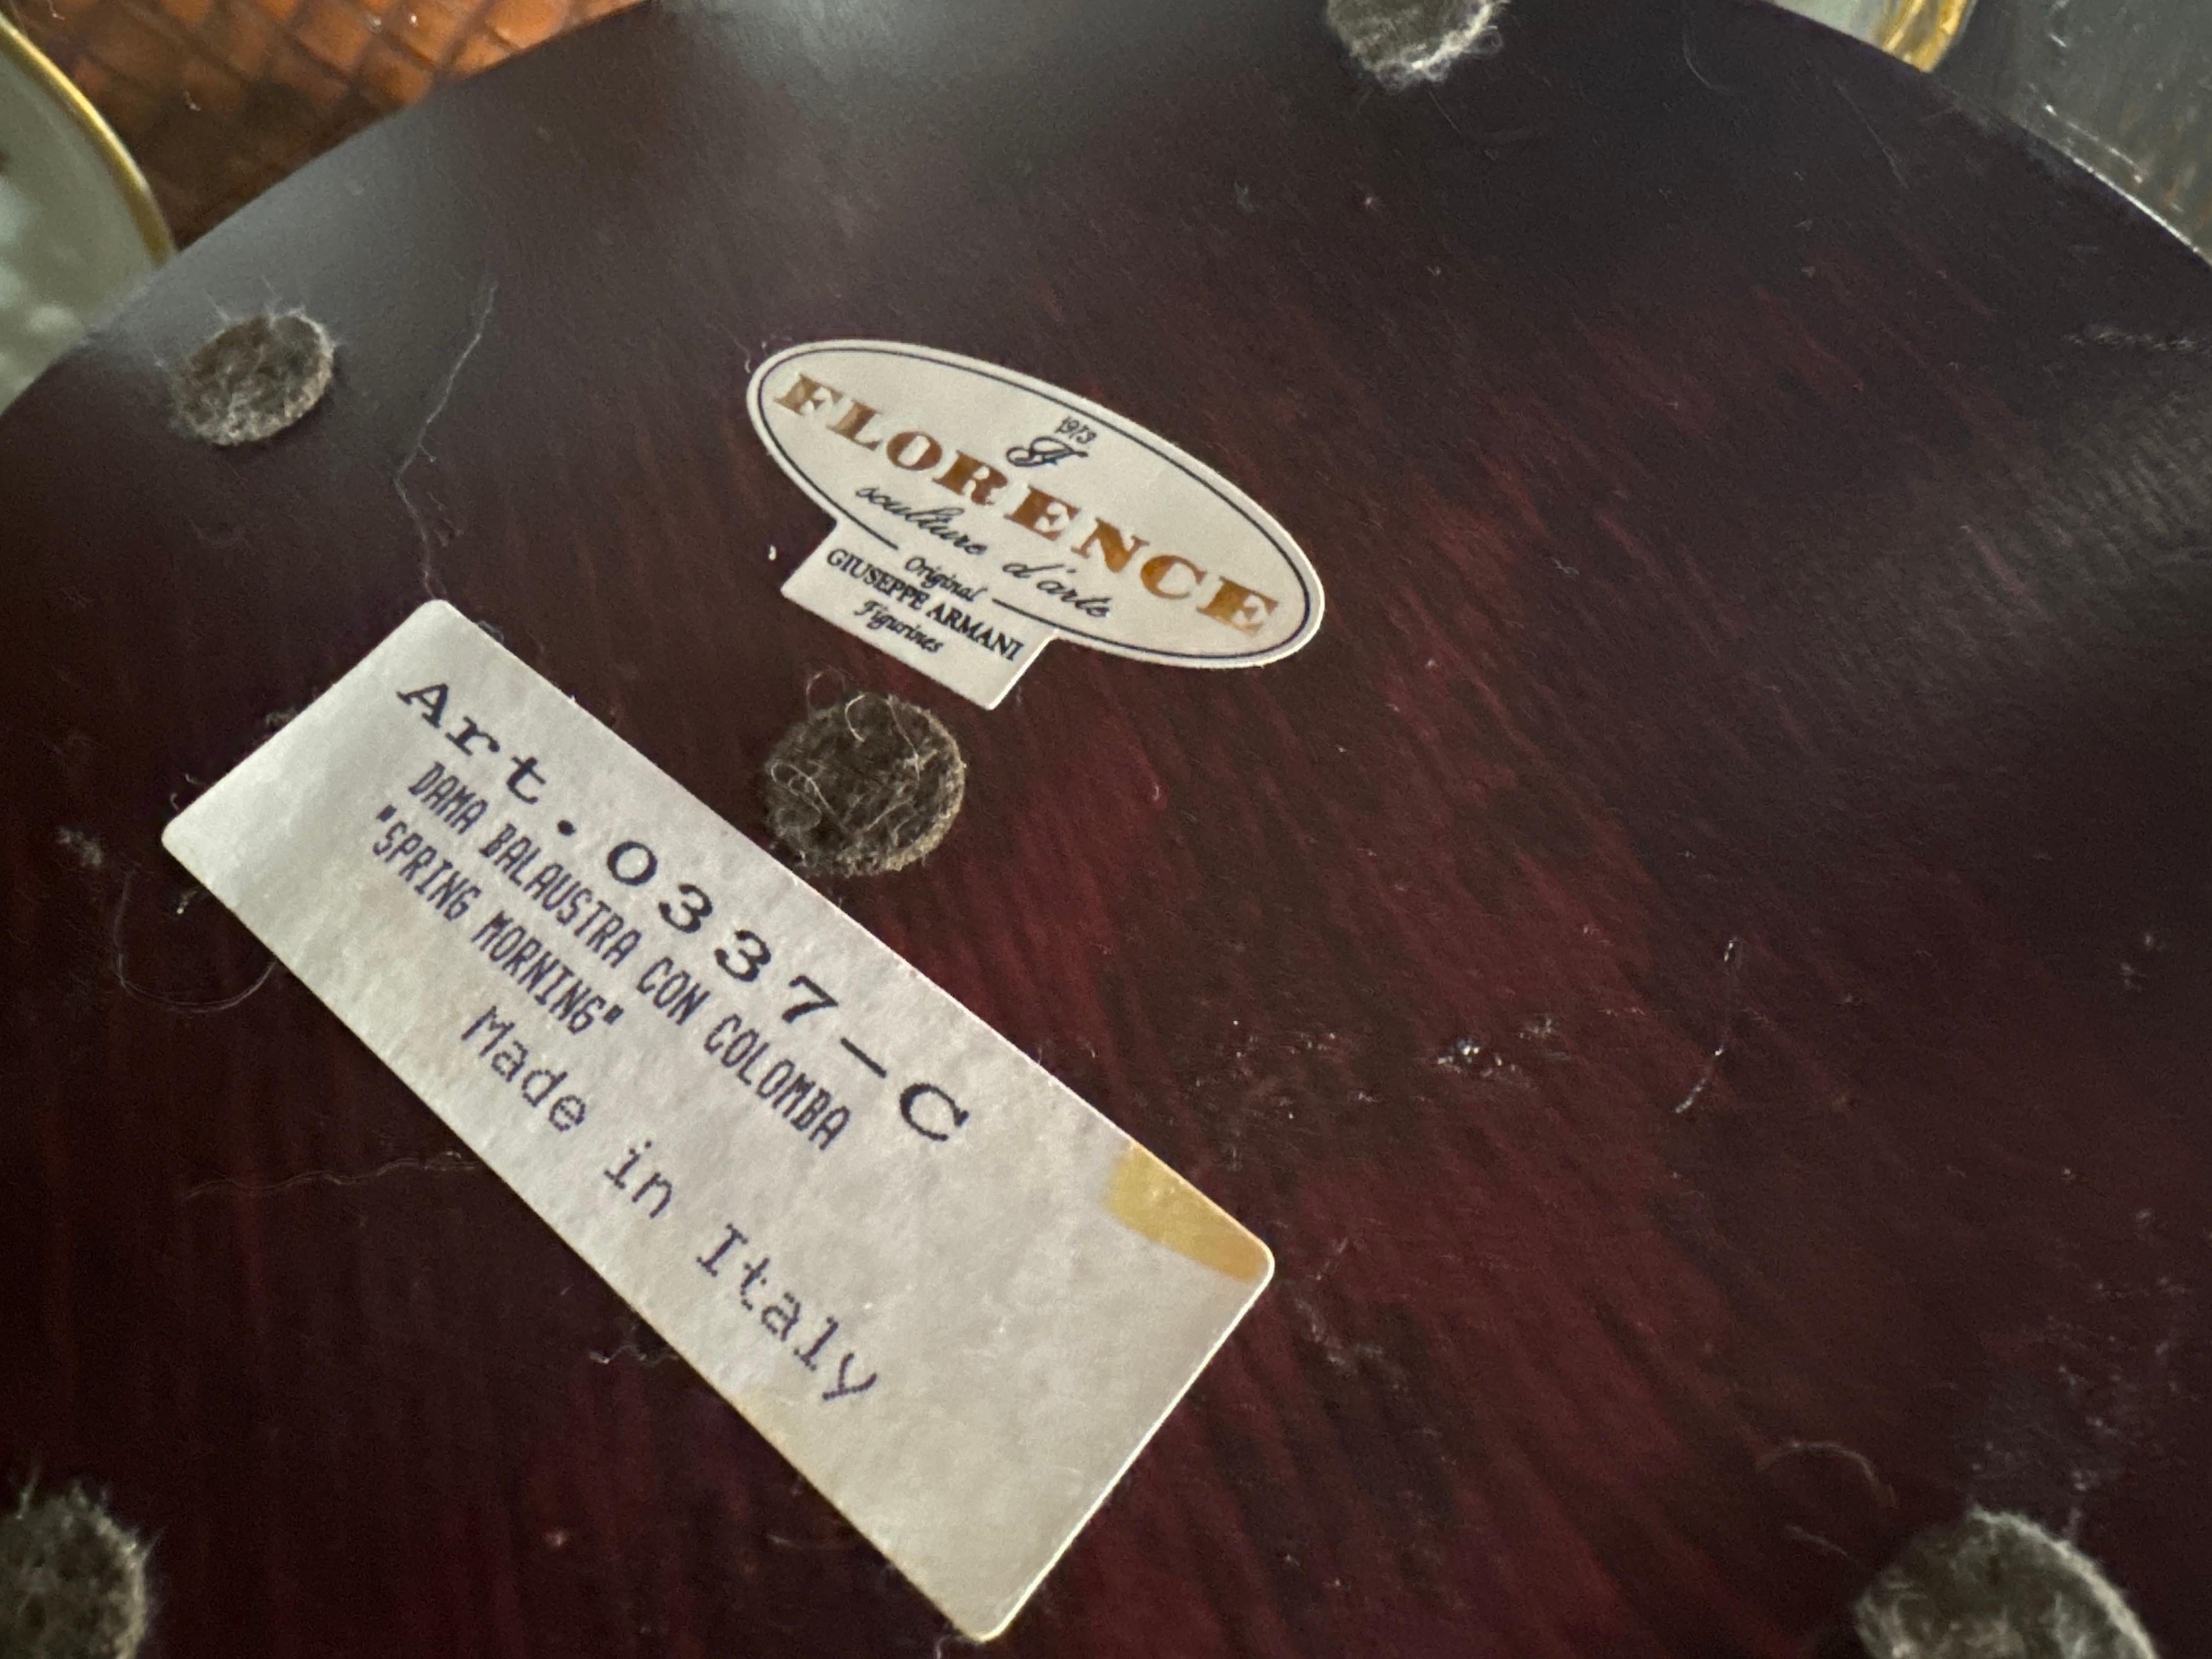 1973
FLORENCE
sculture d'arte
Original
GIUSEPPE ARMANI
Figurines
Art.0337-C
DAMA BALAUSTRA CON COLOMBA
"SPRING MORNING"
Made in Italy